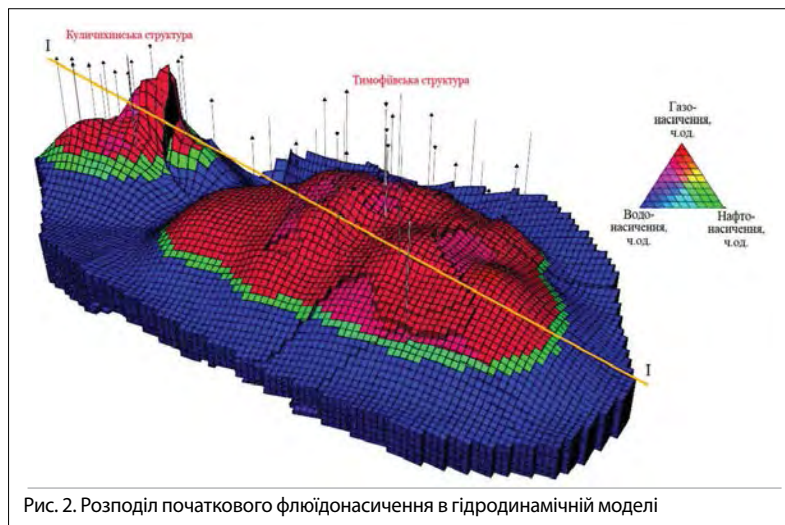 Куличихинська структура
I
Тимофіївська структура
Газо-
насичення,
ч.од.
Водо-
насичення,
ч.од.
Нафто-
насичення,
ч.од.
I
Рис. 2. Розподіл початкового флюїдонасичення в гідродинамічній моделі